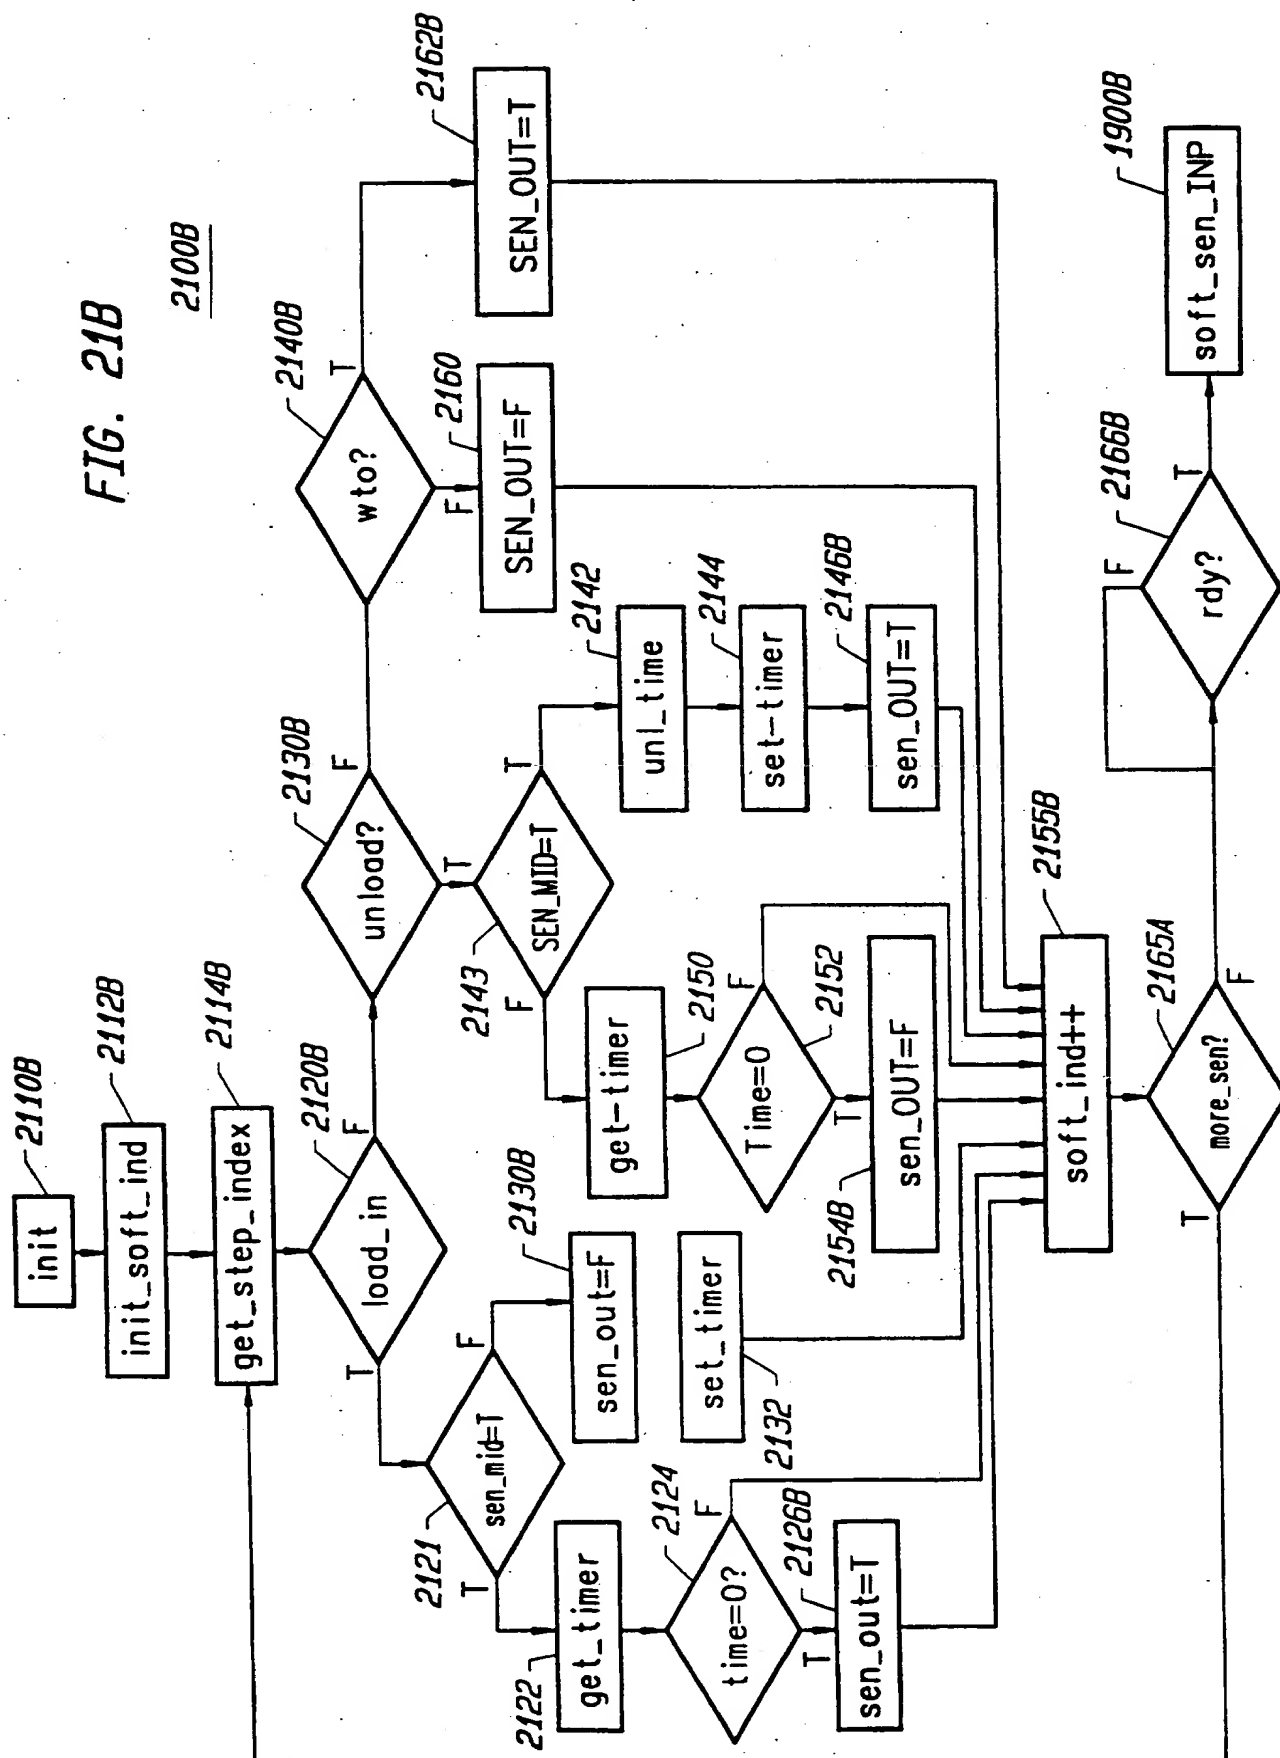 FIG. 21B
2100B
init
2110B
init_soft_ind
2112B
get_step_index
2114B
load_in
2120B
T
F
unload?
2130B
F
T
wto?
2140B
T
F
SEN_OUT=T
2162B
SEN_OUT=F
2160
sen_mid=T
2121
T
F
SEN_MID=T
2143
F
T
get_timer
2122
sen_out=F
2130B
get-timer
2150
unl_time
2142
time=0?
2124
F
T
set_timer
2132
Time=0
2152
F
T
set-timer
2144
sen_out=T
2126B
sen_OUT=F
2154B
sen_OUT=T
2146B
soft_ind++
2155B
more_sen?
2165A
T
F
rdy?
2166B
F
T
soft_sen_INP
1900B